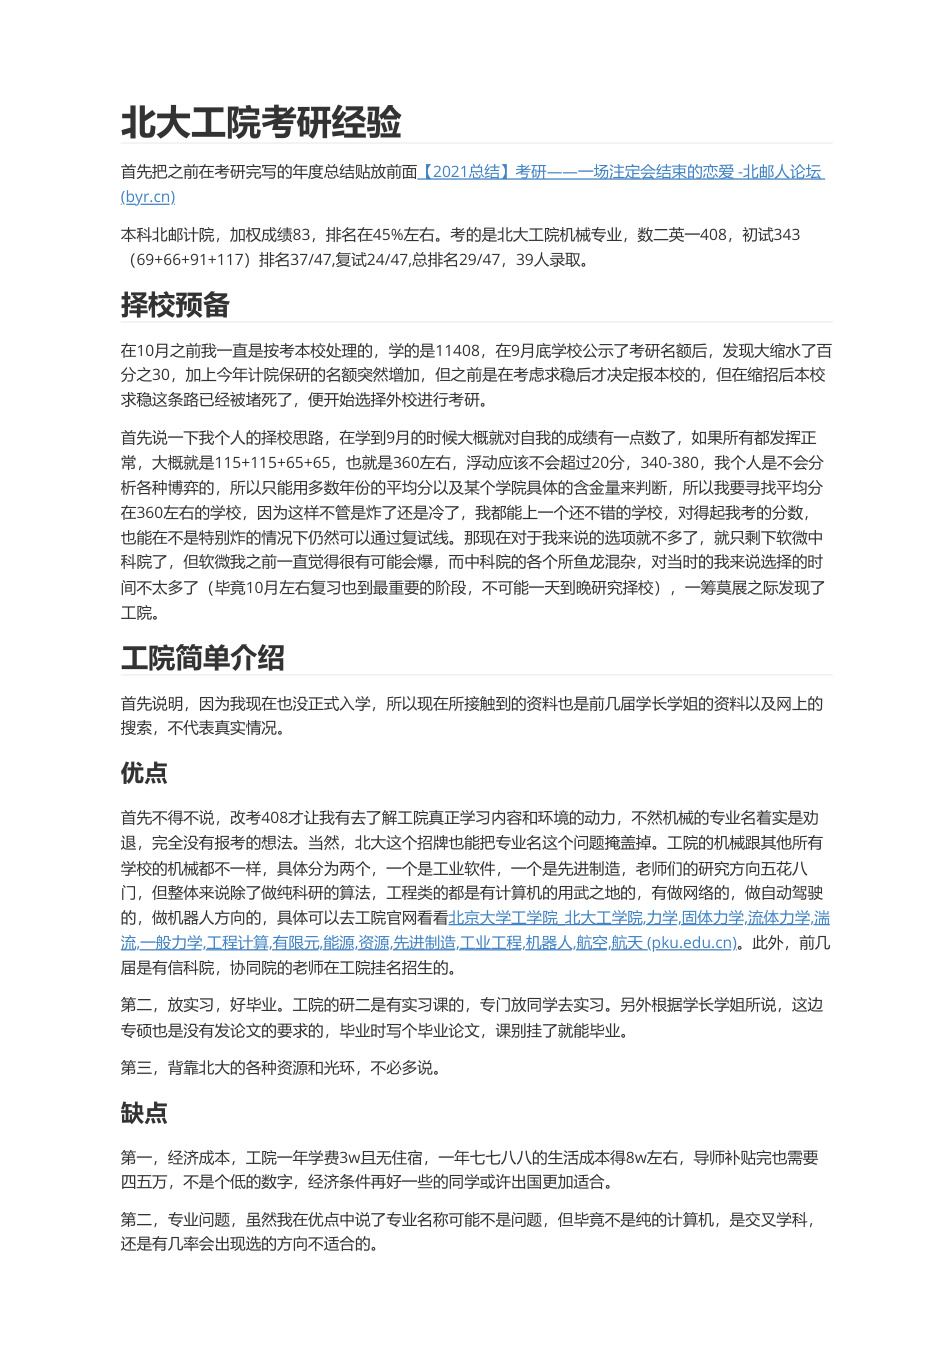 北大工院考研经验
首先把之前在考研完写的年度总结贴放前面【2021总结】考研——一场注定会结束的恋爱 -北邮人论坛
(byr.cn)
本科北邮计院，加权成绩83，排名在45%左右。考的是北大工院机械专业，数二英一408，初试343
（69+66+91+117）排名37/47,复试24/47,总排名29/47，39人录取。
择校预备
在10月之前我一直是按考本校处理的，学的是11408，在9月底学校公示了考研名额后，发现大缩水了百
分之30，加上今年计院保研的名额突然增加，但之前是在考虑求稳后才决定报本校的，但在缩招后本校
求稳这条路已经被堵死了，便开始选择外校进行考研。
首先说一下我个人的择校思路，在学到9月的时候大概就对自我的成绩有一点数了，如果所有都发挥正
常，大概就是115+115+65+65，也就是360左右，浮动应该不会超过20分，340-380，我个人是不会分
析各种博弈的，所以只能用多数年份的平均分以及某个学院具体的含金量来判断，所以我要寻找平均分
在360左右的学校，因为这样不管是炸了还是冷了，我都能上一个还不错的学校，对得起我考的分数，
也能在不是特别炸的情况下仍然可以通过复试线。那现在对于我来说的选项就不多了，就只剩下软微中
科院了，但软微我之前一直觉得很有可能会爆，而中科院的各个所鱼龙混杂，对当时的我来说选择的时
间不太多了（毕竟10月左右复习也到最重要的阶段，不可能一天到晚研究择校），一筹莫展之际发现了
工院。
工院简单介绍
首先说明，因为我现在也没正式入学，所以现在所接触到的资料也是前几届学长学姐的资料以及网上的
搜索，不代表真实情况。
优点
首先不得不说，改考408才让我有去了解工院真正学习内容和环境的动力，不然机械的专业名着实是劝
退，完全没有报考的想法。当然，北大这个招牌也能把专业名这个问题掩盖掉。工院的机械跟其他所有
学校的机械都不一样，具体分为两个，一个是工业软件，一个是先进制造，老师们的研究方向五花八
门，但整体来说除了做纯科研的算法，工程类的都是有计算机的用武之地的，有做网络的，做自动驾驶
的，做机器人方向的，具体可以去工院官网看看北京大学工学院_北大工学院,力学,固体力学,流体力学,湍
流,一般力学,工程计算,有限元,能源,资源,先进制造,工业工程,机器人,航空,航天 (pku.edu.cn)。此外，前几
届是有信科院，协同院的老师在工院挂名招生的。
第二，放实习，好毕业。工院的研二是有实习课的，专门放同学去实习。另外根据学长学姐所说，这边
专硕也是没有发论文的要求的，毕业时写个毕业论文，课别挂了就能毕业。
第三，背靠北大的各种资源和光环，不必多说。
缺点
第一，经济成本，工院一年学费3w且无住宿，一年七七八八的生活成本得8w左右，导师补贴完也需要
四五万，不是个低的数字，经济条件再好一些的同学或许出国更加适合。
第二，专业问题，虽然我在优点中说了专业名称可能不是问题，但毕竟不是纯的计算机，是交叉学科，
还是有几率会出现选的方向不适合的。